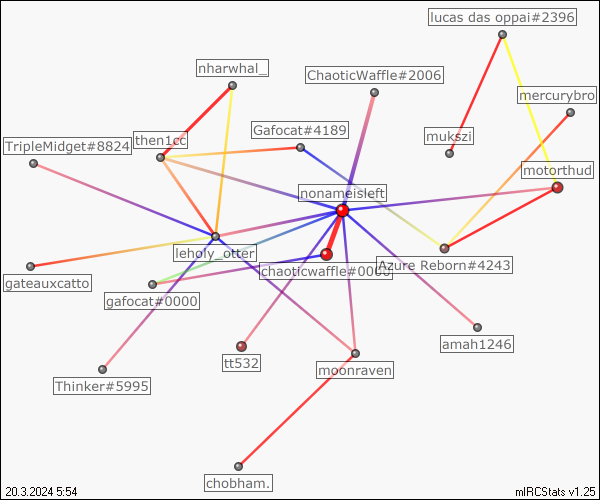 lucas das oppai#2396
nharwhal_
ChaoticWaffle#2006
mercurybro
Gafocat#4189
then1cc
mukszi
TripleMidget#8824
motorthud
nonameisleft
leholy_otter
Azure Reborn#4243
chaoticwaffle#0000
gateauxcatto
gafocat#0000
amah1246
tt532
moonraven
Thinker#5995
chobham.
20.3.2024 5:54
mIRCStats v1.25